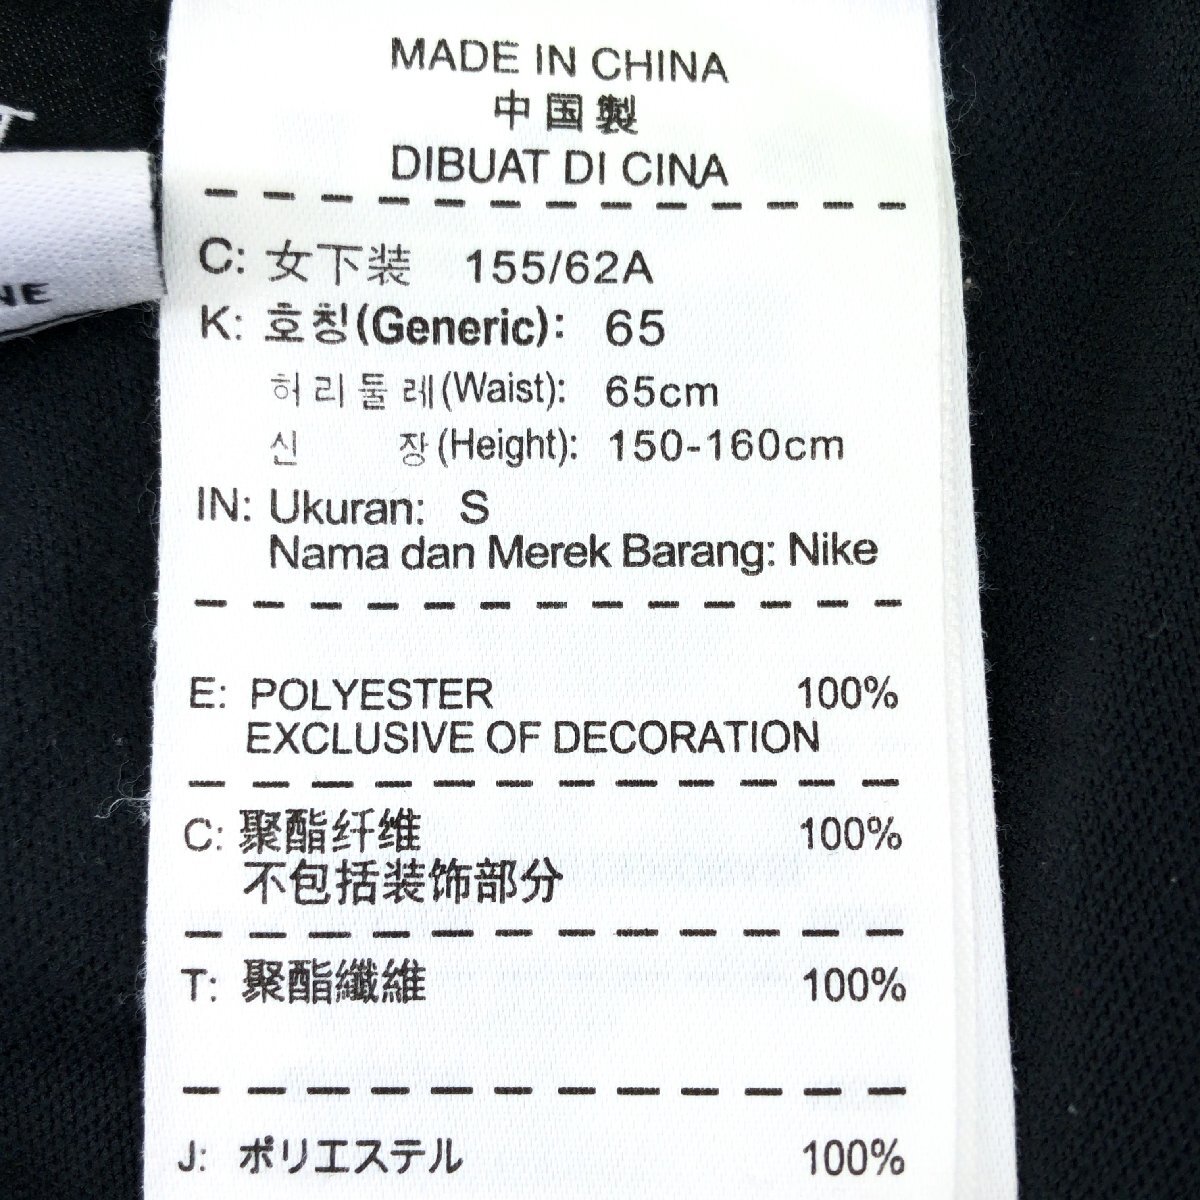 MADE IN CHINA
中国製
DIBUAT DI CINA
C: 女下装 155/62A
K: 호칭(Generic): 65
허리둘레(Waist): 65cm
신 장(Height): 150-160cm
IN: Ukuran: S
Nama dan Merek Barang: Nike
E: POLYESTER 100%
EXCLUSIVE OF DECORATION
C: 聚酯纤维 100%
不包括装饰部分
T: 聚酯纖維 100%
J: ポリエステル 100%